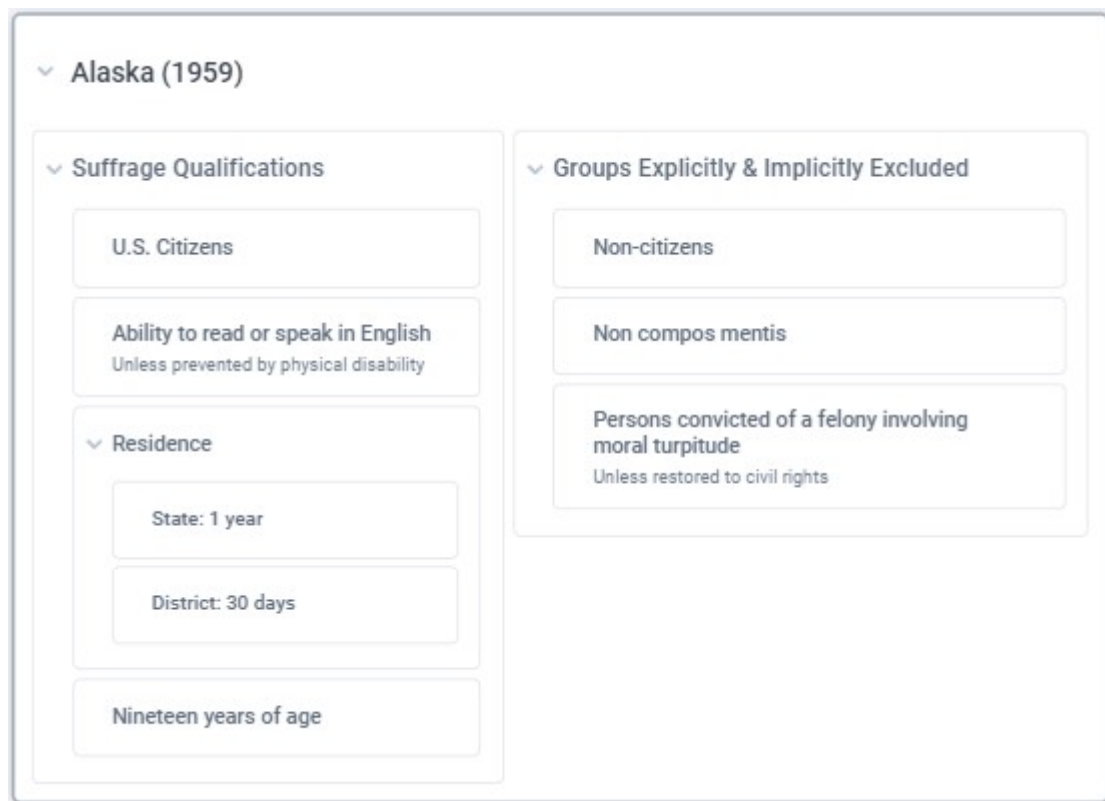 Alaska (1959)
Suffrage Qualifications
U.S. Citizens
Ability to read or speak in English
Unless prevented by physical disability
Residence
State: 1 year
District: 30 days
Nineteen years of age
Groups Explicitly & Implicitly Excluded
Non-citizens
Non compos mentis
Persons convicted of a felony involving
moral turpitude
Unless restored to civil rights